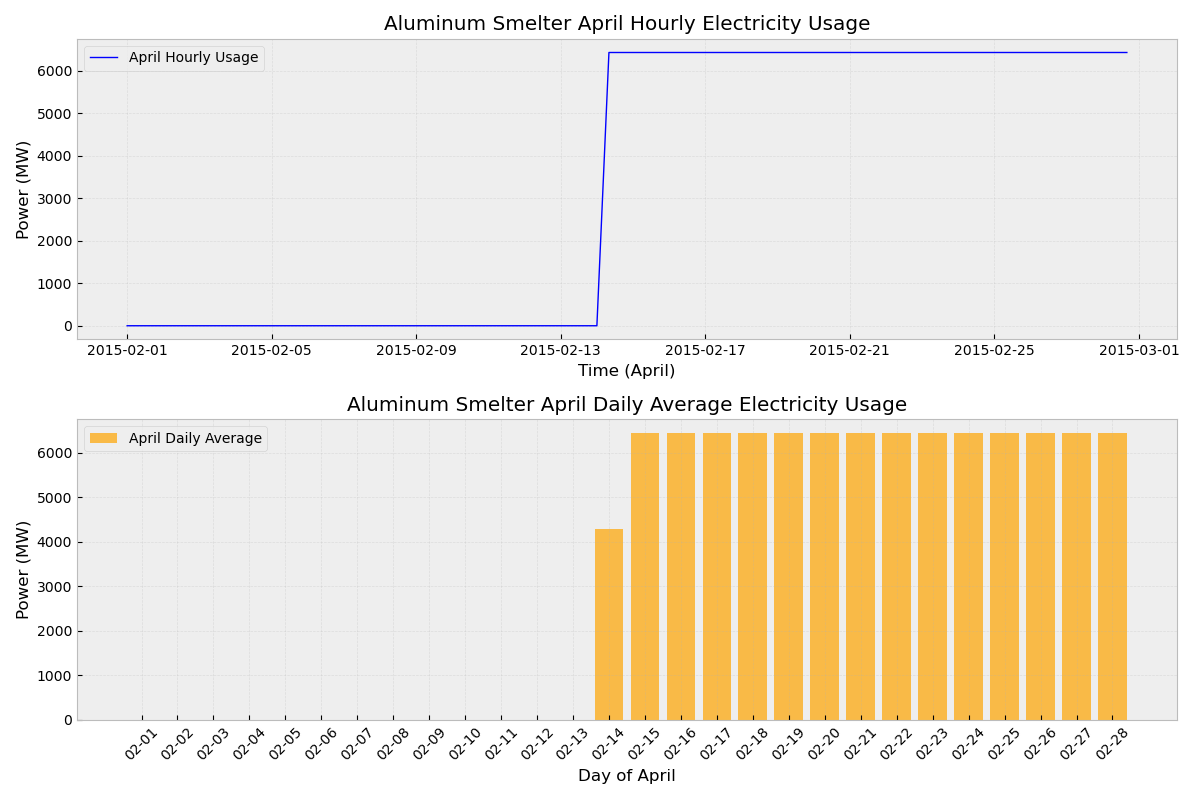 Aluminum Smelter April Hourly Electricity Usage
April Hourly Usage
Power (MW)
6000
5000
4000
3000
2000
1000
0
2015-02-01 2015-02-05 2015-02-09 2015-02-13 2015-02-17 2015-02-21 2015-02-25 2015-03-01
Time (April)
Aluminum Smelter April Daily Average Electricity Usage
April Daily Average
Power (MW)
6000
5000
4000
3000
2000
1000
0
02-01 02-02 02-03 02-04 02-05 02-06 02-07 02-08 02-09 02-10 02-11 02-12 02-13 02-14 02-15 02-16 02-17 02-18 02-19 02-20 02-21 02-22 02-23 02-24 02-25 02-26 02-27 02-28
Day of April